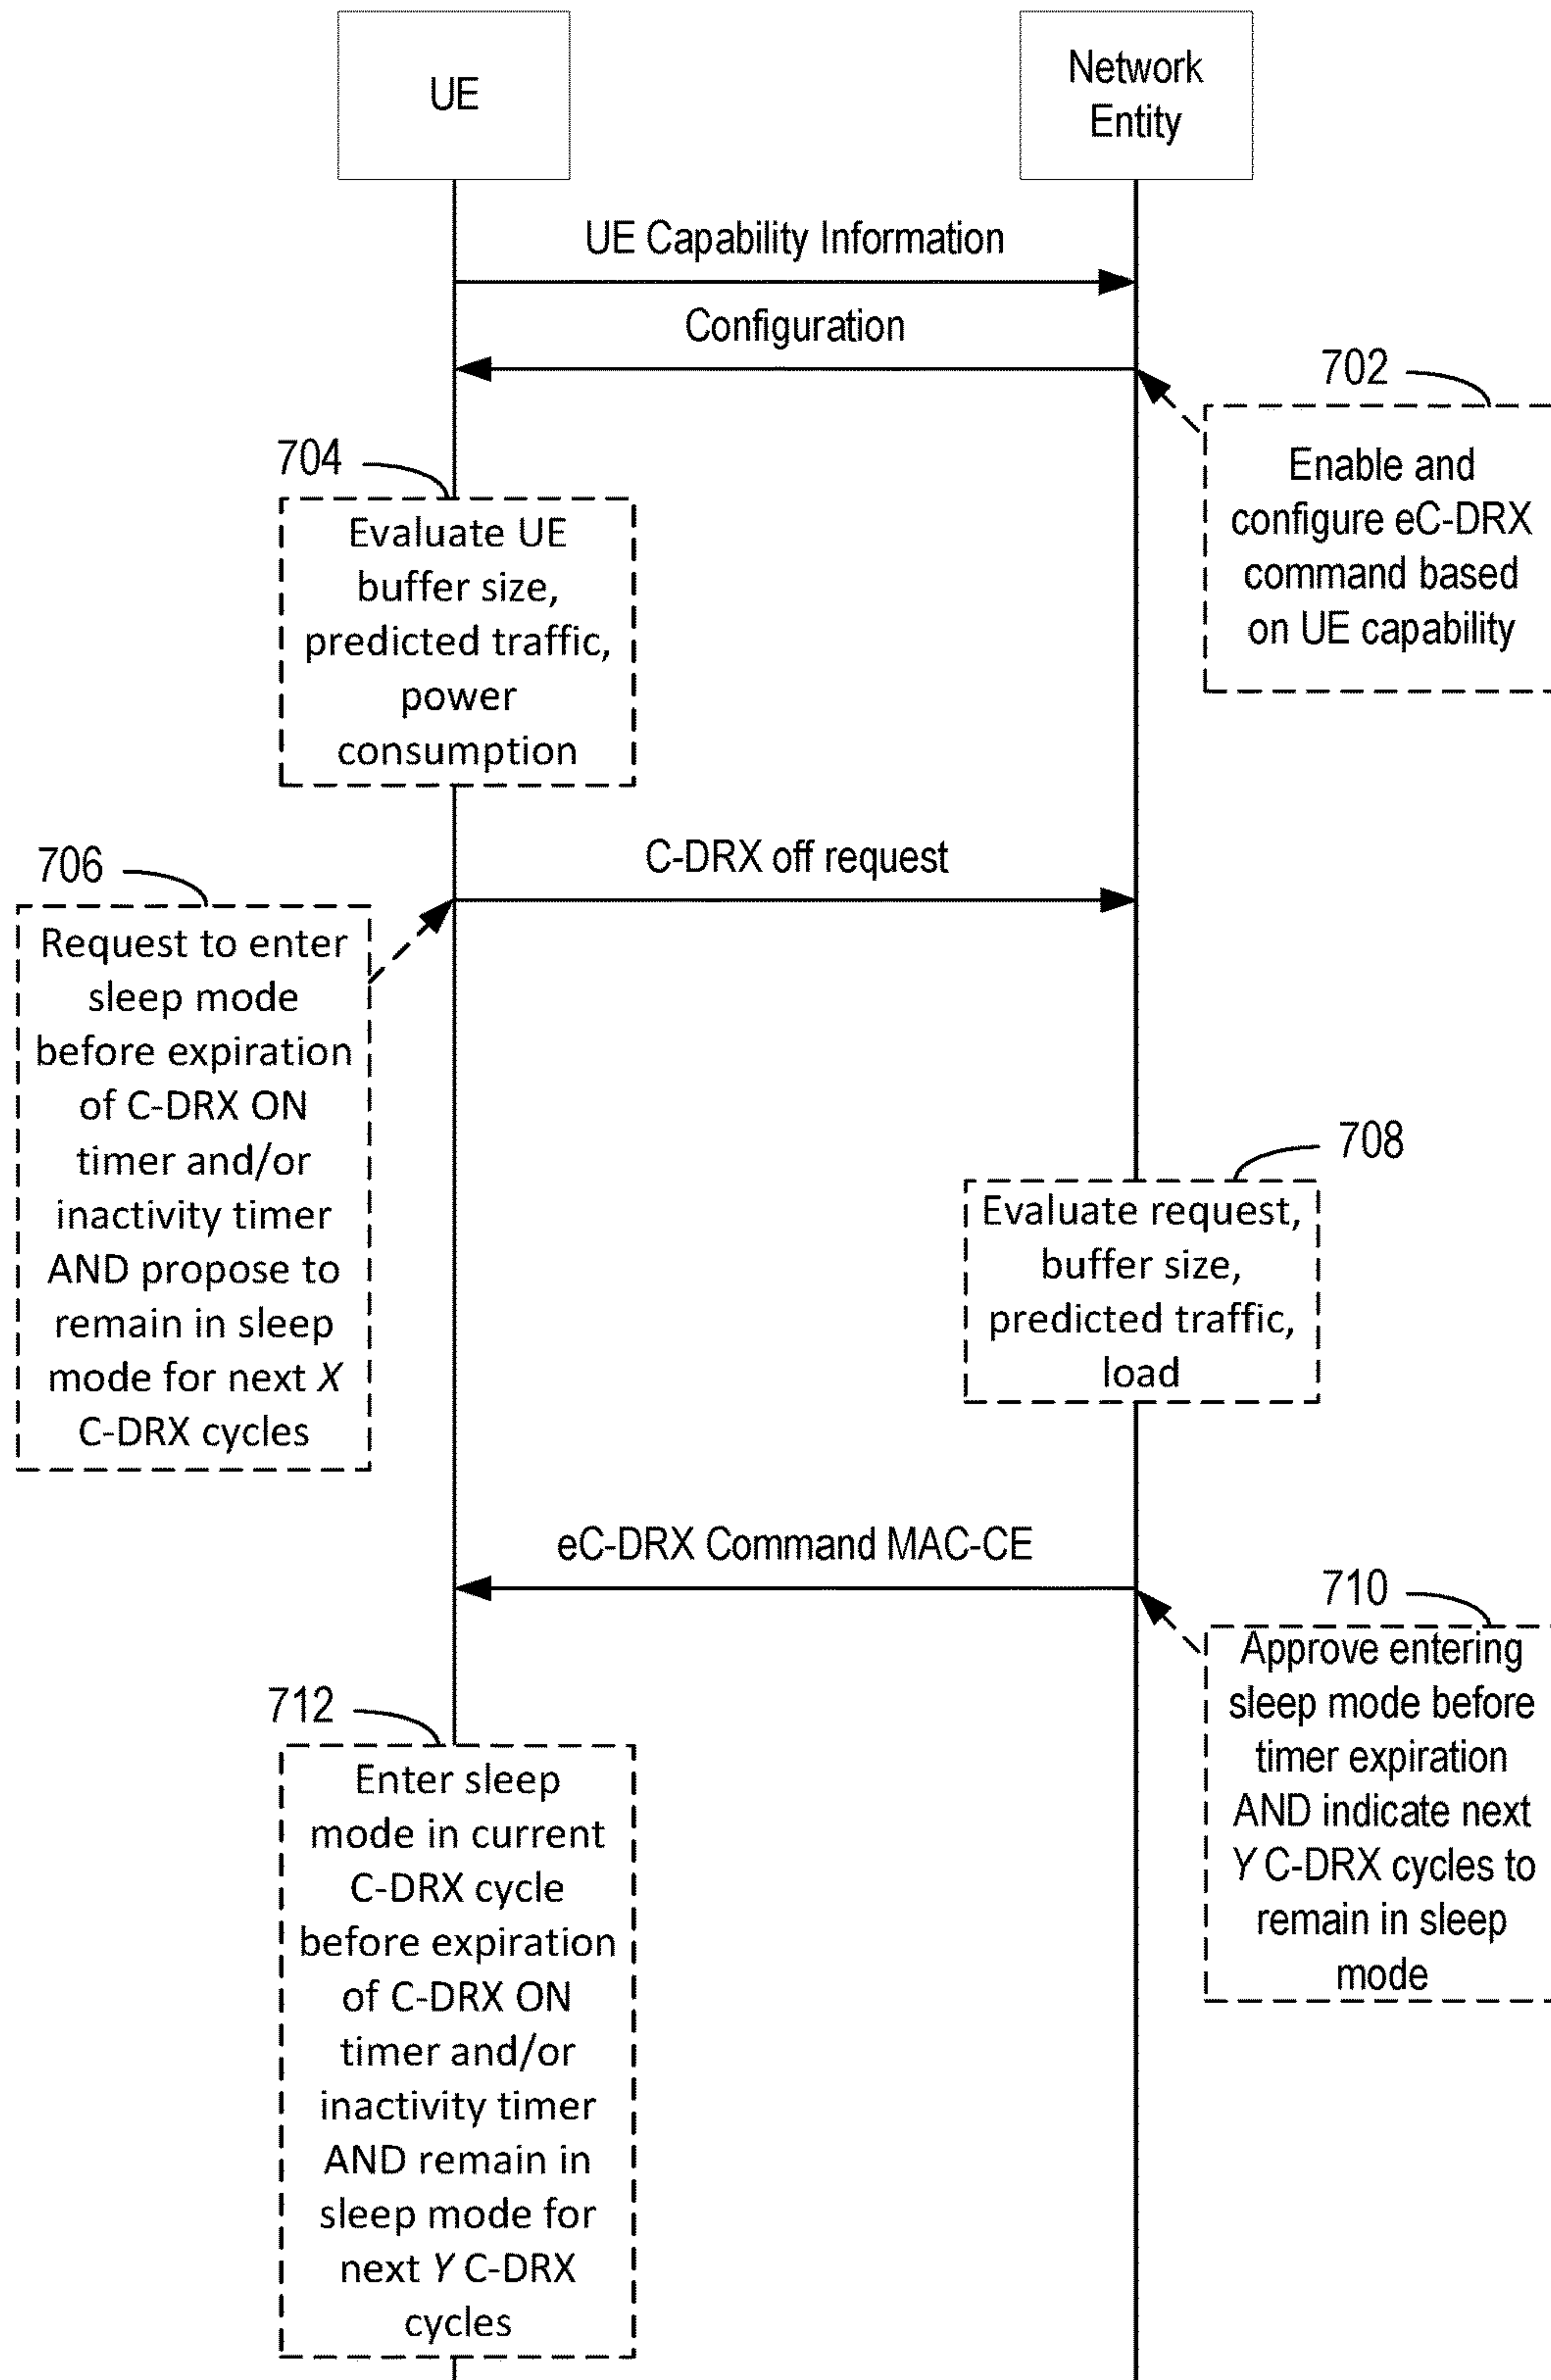 UE
Network
Entity
UE Capability Information
Configuration
702
Enable and
configure eC-DRX
command based
on UE capability
704
Evaluate UE
buffer size,
predicted traffic,
power
consumption
C-DRX off request
706
Request to enter
sleep mode
before expiration
of C-DRX ON
timer and/or
inactivity timer
AND propose to
remain in sleep
mode for next X
C-DRX cycles
708
Evaluate request,
buffer size,
predicted traffic,
load
eC-DRX Command MAC-CE
710
Approve entering
sleep mode before
timer expiration
AND indicate next
Y C-DRX cycles to
remain in sleep
mode
712
Enter sleep
mode in current
C-DRX cycle
before expiration
of C-DRX ON
timer and/or
inactivity timer
AND remain in
sleep mode for
next Y C-DRX
cycles